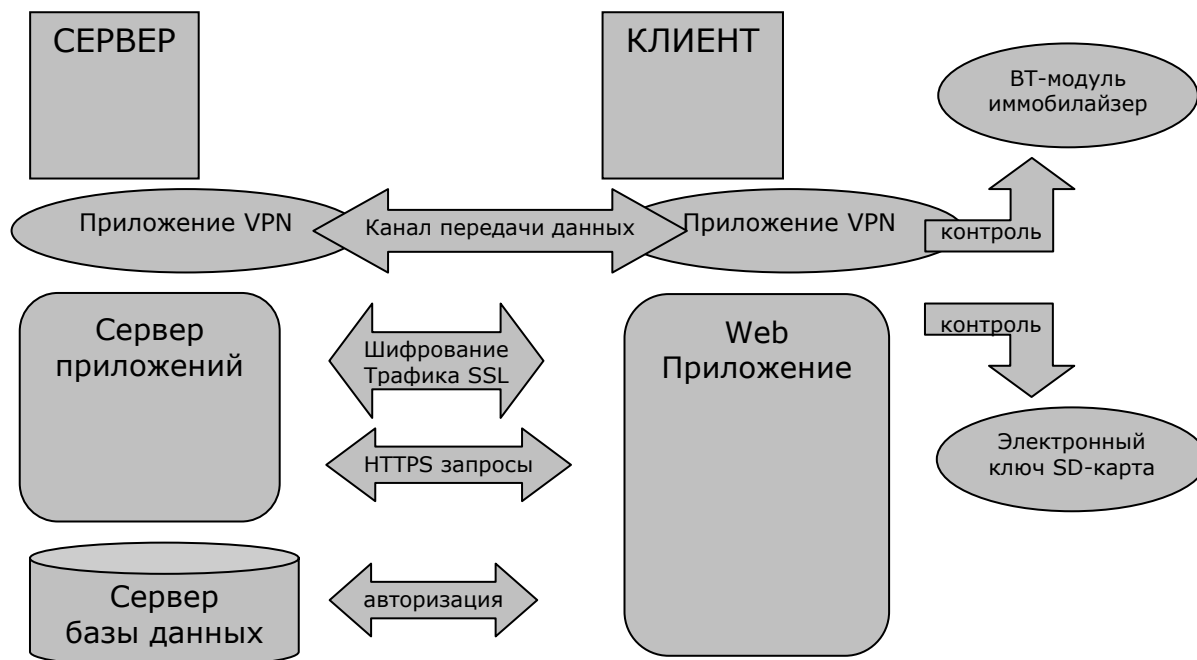 СЕРВЕР
КЛИЕНТ
BT-модуль
иммобилайзер
Приложение VPN
Канал передачи данных
Приложение VPN
контроль
Сервер
приложений
Шифрование
Трафика SSL
Web
Приложение
контроль
HTTPS запросы
Электронный
ключ SD-карта
Сервер
базы данных
авторизация